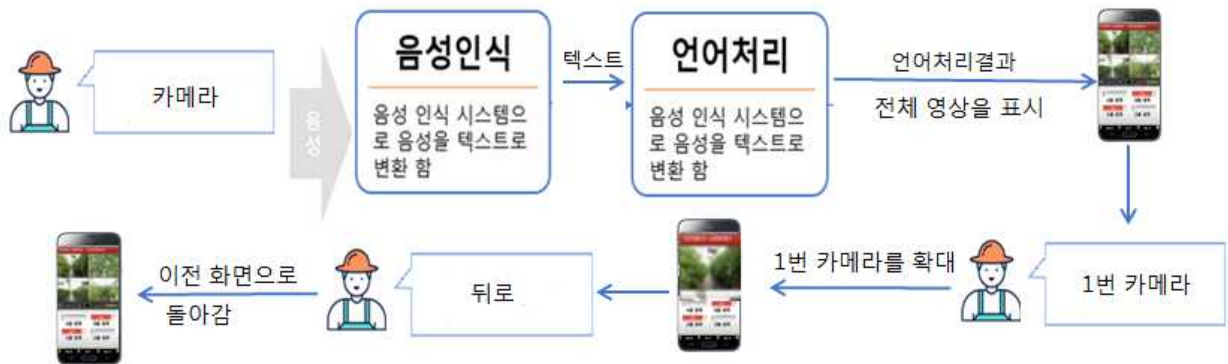 카메라
음성
음성인식
음성 인식 시스템으
로 음성을 텍스트로
변환 함
텍스트
언어처리
음성 인식 시스템으
로 음성을 텍스트로
변환 함
언어처리결과
전체 영상을 표시
1번 카메라
1번 카메라를 확대
뒤로
이전 화면으로
돌아감